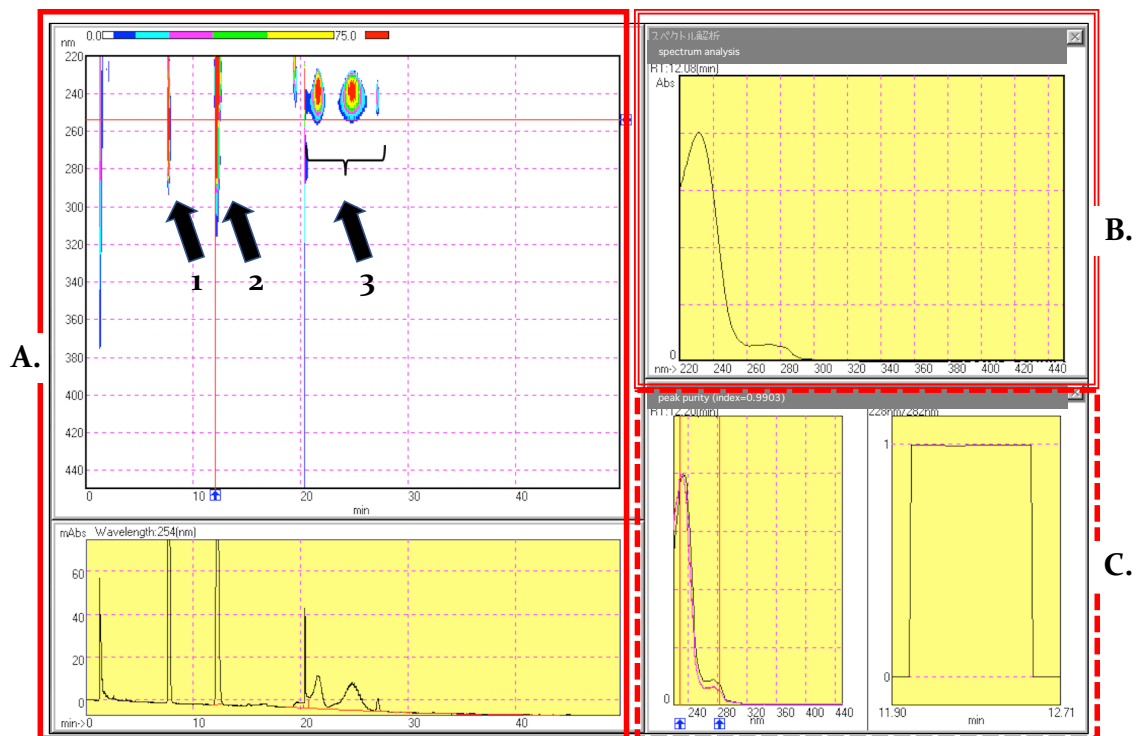 A.
nm 0.0 75.0
220
240
260
280
300
320
340
360
380
400
420
440
1 2 3
0 10 20 30 40
min
mAbs Wavelength:254(nm)
60
40
20
0
min-> 0 10 20 30 40
B.
スペクトル解析
spectrum analysis
RT:12.08(min)
Abs
0
nm-> 220 240 260 280 300 320 340 360 380 400 420 440
C.
peak purity (index=0.9903)
RT:12.20(min)
0
240 280 320 360 400 440
nm
228nm/282nm
1
0
11.90 12.71
min